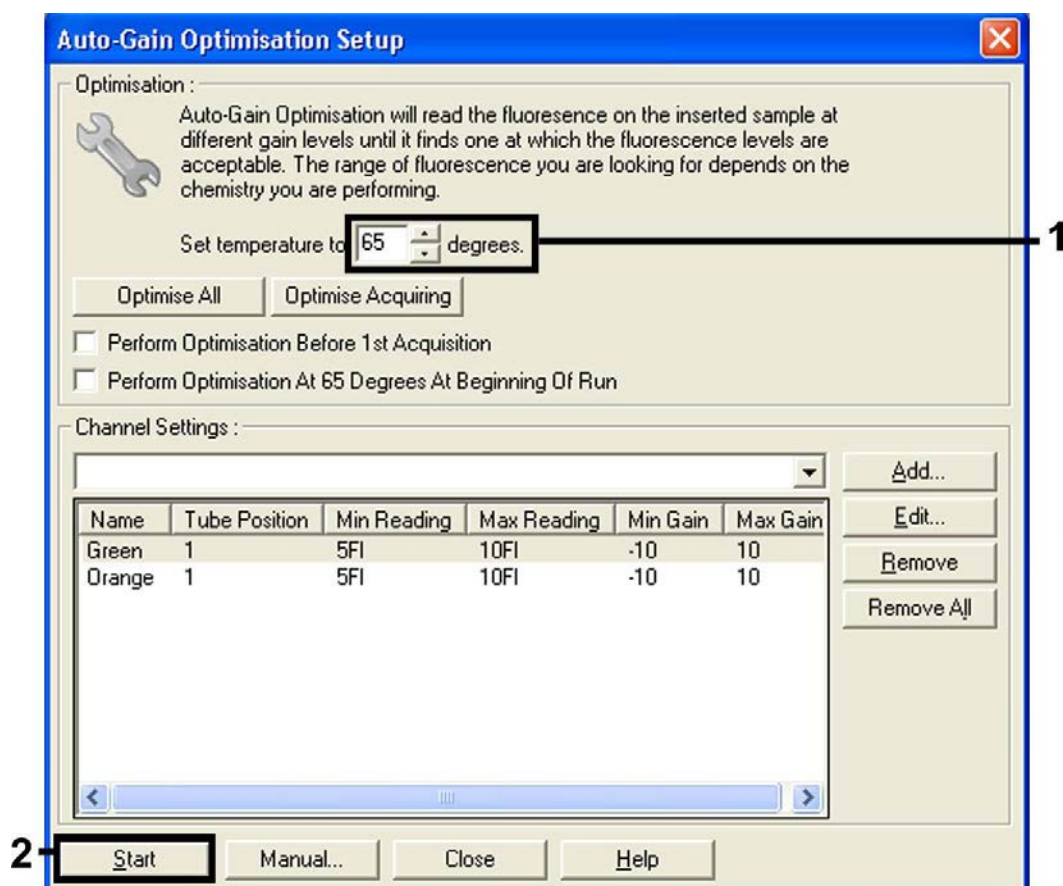 Auto-Gain Optimisation Setup
Optimisation :
Auto-Gain Optimisation will read the fluoresence on the inserted sample at
different gain levels until it finds one at which the fluorescence levels are
acceptable. The range of fluorescence you are looking for depends on the
chemistry you are performing.
Set temperature to 65 degrees.
1
Optimise All Optimise Acquiring
Perform Optimisation Before 1st Acquisition
Perform Optimisation At 65 Degrees At Beginning Of Run
Channel Settings :
Add...
Name Tube Position Min Reading Max Reading Min Gain Max Gain
Edit...
Green 1 5Fl 10Fl -10 10
Orange 1 5Fl 10Fl -10 10
Remove
Remove All
2
Start Manual... Close Help